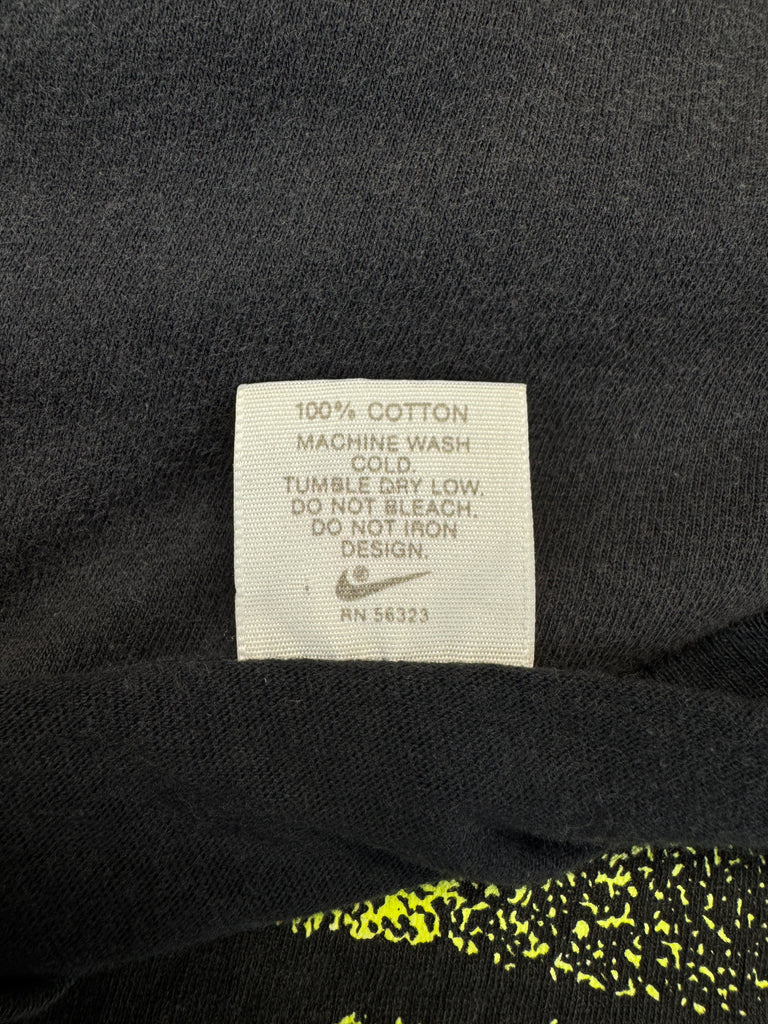 100% COTTON
MACHINE WASH
COLD.
TUMBLE DRY LOW.
DO NOT BLEACH.
DO NOT IRON
DESIGN.
RN 56323